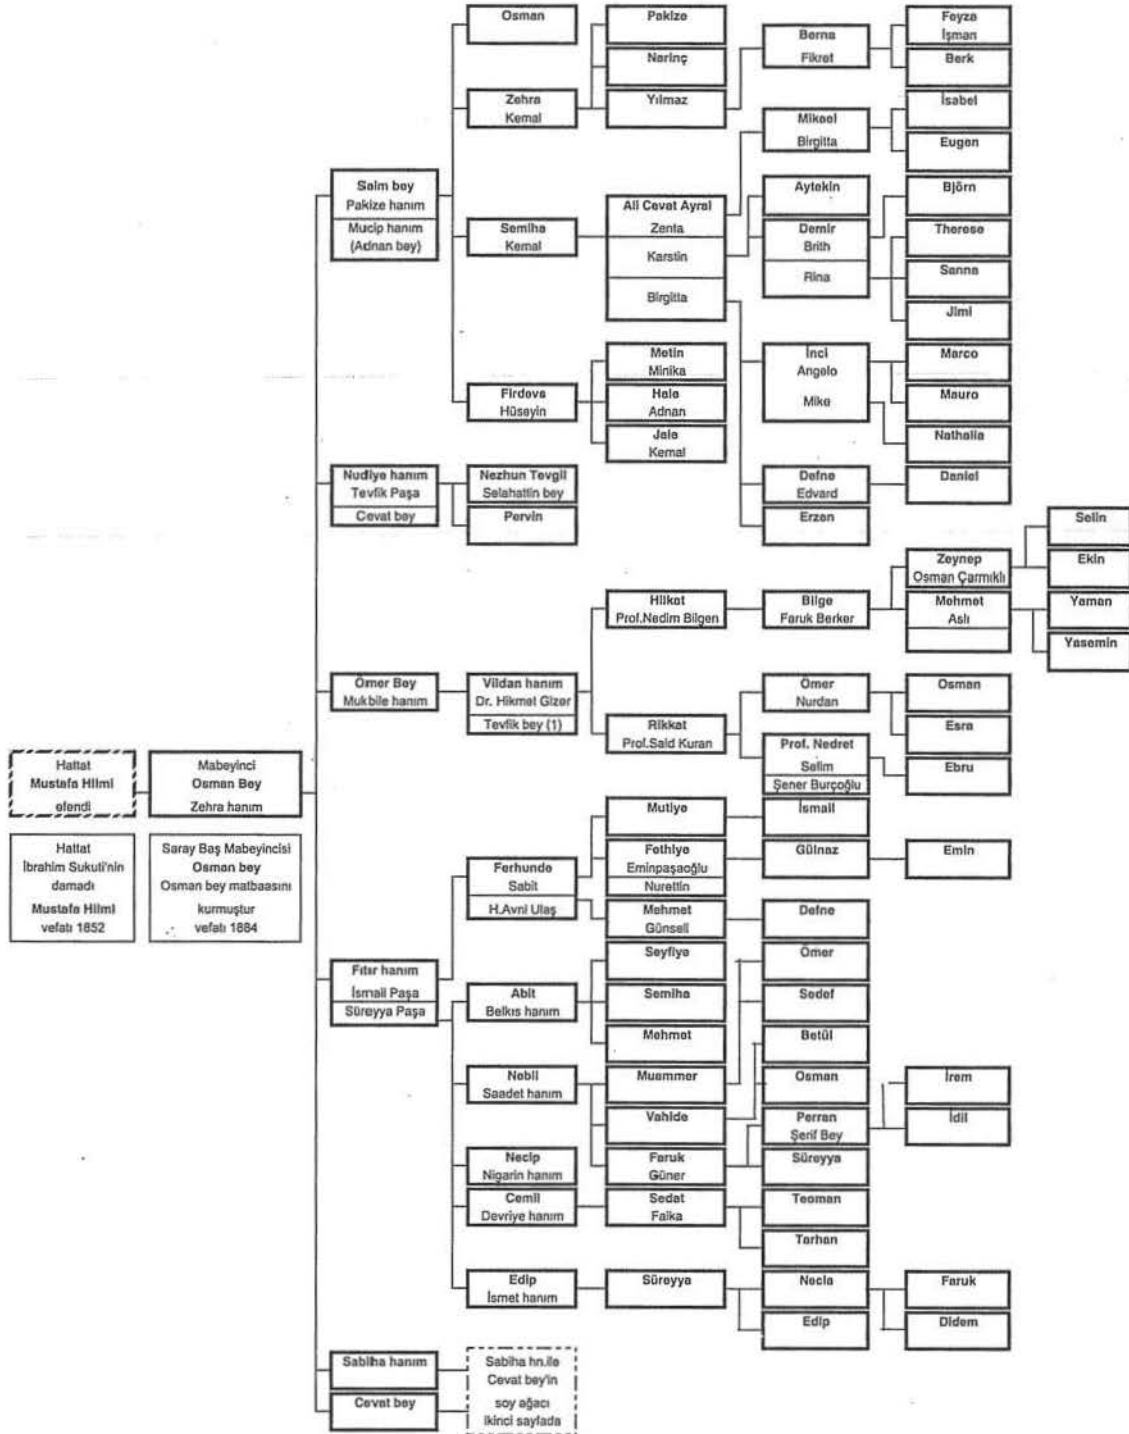 Hattat
Mustafa Hilmi
efendi
Hattat
İbrahim Sukuti'nin
damadı
Mustafa Hilmi
vefatı 1852
Mabeyinci
Osman Bey
Zehra hanım
Saray Baş Mabeyincisi
Osman bey
Osman bey matbaasını
kurmuştur
vefatı 1884
Saim bey
Pakize hanım
Mucip hanım
(Adnan bey)
Nudiye hanım
Tevfik Paşa
Cevat bey
Ömer Bey
Mukbile hanım
Fıtır hanım
İsmail Paşa
Süreyya Paşa
Sabiha hanım
Cevat bey
Osman
Zehra
Kemal
Semiha
Kemal
Firdevs
Hüseyin
Nezhun Tevgil
Selahattin bey
Pervin
Vildan hanım
Dr. Hikmet Gizer
Tevfik bey (1)
Ferhunde
Sabit
H.Avni Ulaş
Abit
Belkıs hanım
Nebil
Saadet hanım
Necip
Nigarin hanım
Cemil
Devriye hanım
Edip
İsmet hanım
Sabiha hn.ile
Cevat bey'in
soy ağacı
ikinci sayfada
Pakize
Narinç
Yılmaz
Ali Cevat Ayral
Zenta
Karstin
Birgitta
Metin
Minika
Hale
Adnan
Jale
Kemal
Hilkat
Prof.Nedim Bilgen
Rikkat
Prof.Said Kuran
Mutiye
Fethiye
Eminpaşaoğlu
Nurettin
Mehmet
Günseli
Seyfiye
Semiha
Mehmet
Muammer
Vahide
Faruk
Güner
Sedat
Faika
Süreyya
Berna
Fikret
Mikael
Birgitta
Aytekin
Demir
Brith
Rina
İnci
Angelo
Mike
Defne
Edvard
Erzen
Bilge
Faruk Berker
Ömer
Nurdan
Prof. Nedret
Selim
Şener Burçoğlu
İsmail
Gülnaz
Defne
Ömer
Sedef
Betül
Osman
Perran
Şerif Bey
Süreyya
Teoman
Tarhan
Necla
Edip
Feyza
İşman
Berk
İsabel
Eugen
Björn
Therese
Sanna
Jimi
Marco
Mauro
Nathalia
Daniel
Zeynep
Osman Çarmıklı
Mehmet
Aslı
Osman
Esra
Ebru
Emin
İrem
İdil
Faruk
Didem
Selin
Ekin
Yaman
Yasemin